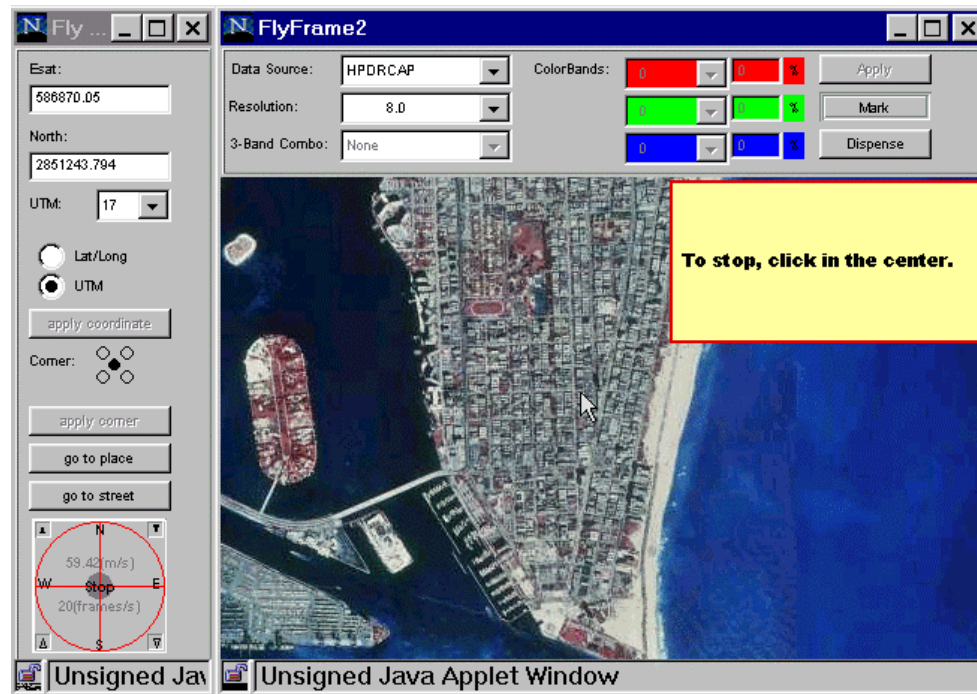 N Fly ...
Esat:
586870.05
North:
2851243.794
UTM: 17
Lat/Long
UTM
apply coordinate
Corner:
apply corner
go to place
go to street
N
59.42(m/s)
W Stop E
20(frames/s)
S
Unsigned Jav
N FlyFrame2
Data Source: HPDRCAP ColorBands: 0 0 % Apply
Resolution: 8.0 0 0 % Mark
3-Band Combo: None 0 0 % Dispense
To stop, click in the center.
Unsigned Java Applet Window